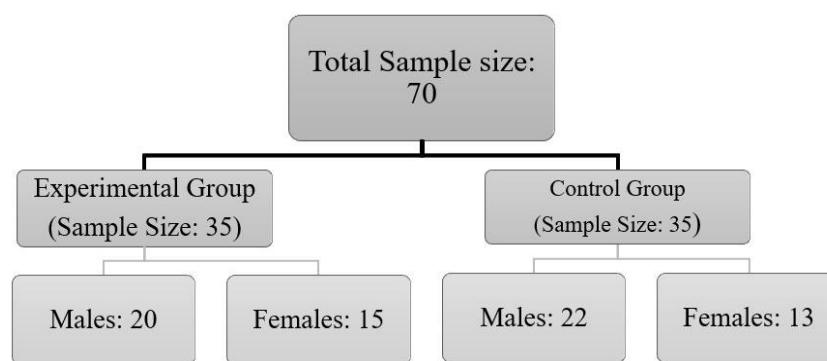 Total Sample size:
70
Experimental Group
(Sample Size: 35)
Control Group
(Sample Size: 35)
Males: 20
Females: 15
Males: 22
Females: 13